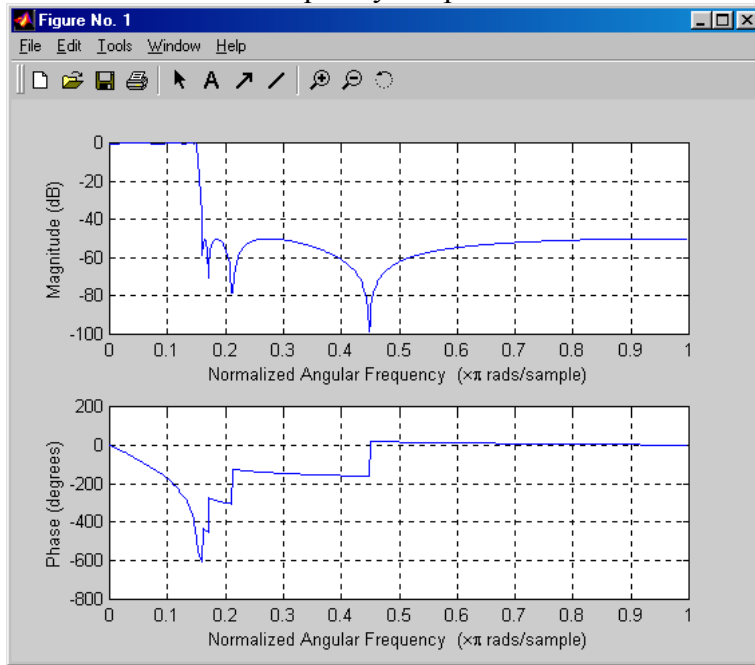 Figure No. 1
File Edit Tools Window Help
A
0
-20
-40
-60
-80
-100
Magnitude (dB)
0 0.1 0.2 0.3 0.4 0.5 0.6 0.7 0.8 0.9 1
Normalized Angular Frequency (×π rads/sample)
200
0
-200
-400
-600
-800
Phase (degrees)
0 0.1 0.2 0.3 0.4 0.5 0.6 0.7 0.8 0.9 1
Normalized Angular Frequency (×π rads/sample)